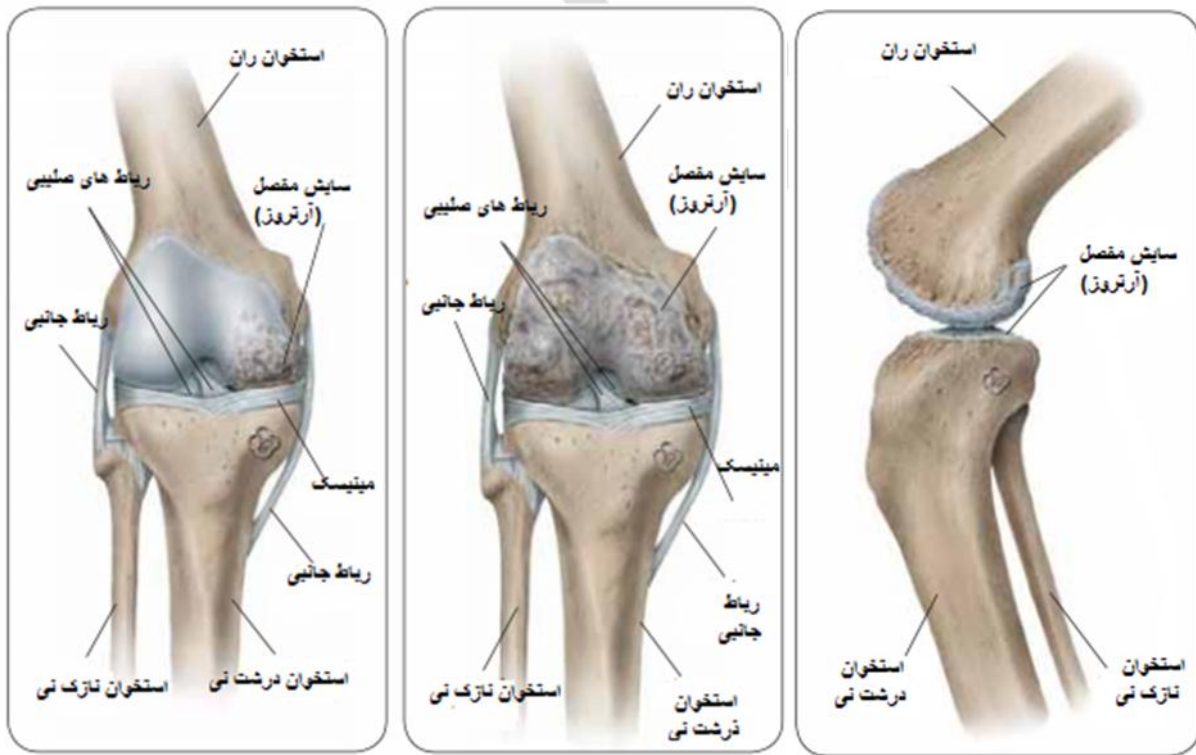 استخوان ران
رباط های صلیبی
سایش مفصل
(آرتروز)
رباط جانبی
مینیسک
رباط جانبی
استخوان نازک نی
استخوان درشت نی
استخوان ران
سایش مفصل
(آرتروز)
رباط های صلیبی
رباط جانبی
مینیسک
رباط
جانبی
استخوان نازک نی
استخوان
درشت نی
استخوان ران
سایش مفصل
(آرتروز)
استخوان
درشت نی
استخوان
نازک نی